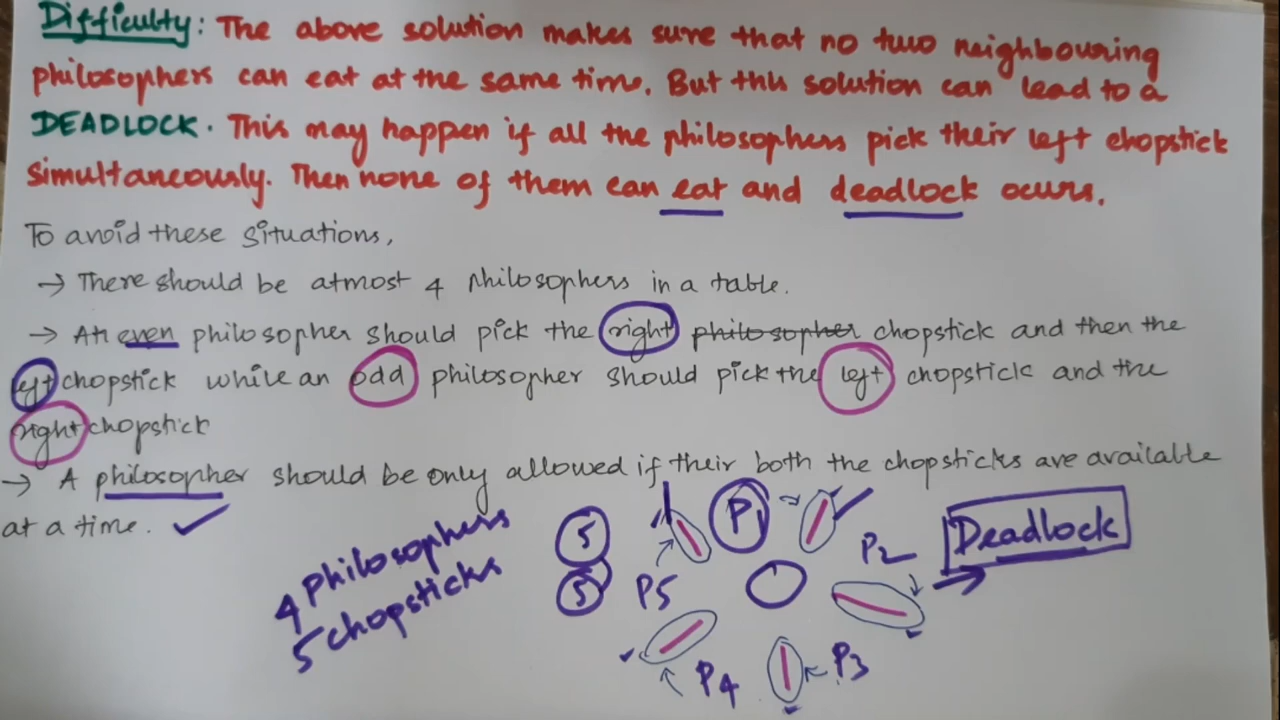 Difficulty: The above solution makes sure that no two neighbouring
philosophers can eat at the same time. But this solution can lead to a
DEADLOCK. This may happen if all the philosophers pick their left chopstick
simultaneously. Then none of them can eat and deadlock ocurs.
To avoid these situations,
→ There should be atmost 4 philosophers in a table.
→ An even philosopher should pick the right philosopher chopstick and then the
left chopstick while an odd philosopher should pick the left chopstick and the
right chopstick
→ A philosopher should be only allowed if their both the chopsticks are available
at a time. ✓
4 philosophers
5 chopsticks
5
5
P1
P2
P5
P4
P3
Deadlock